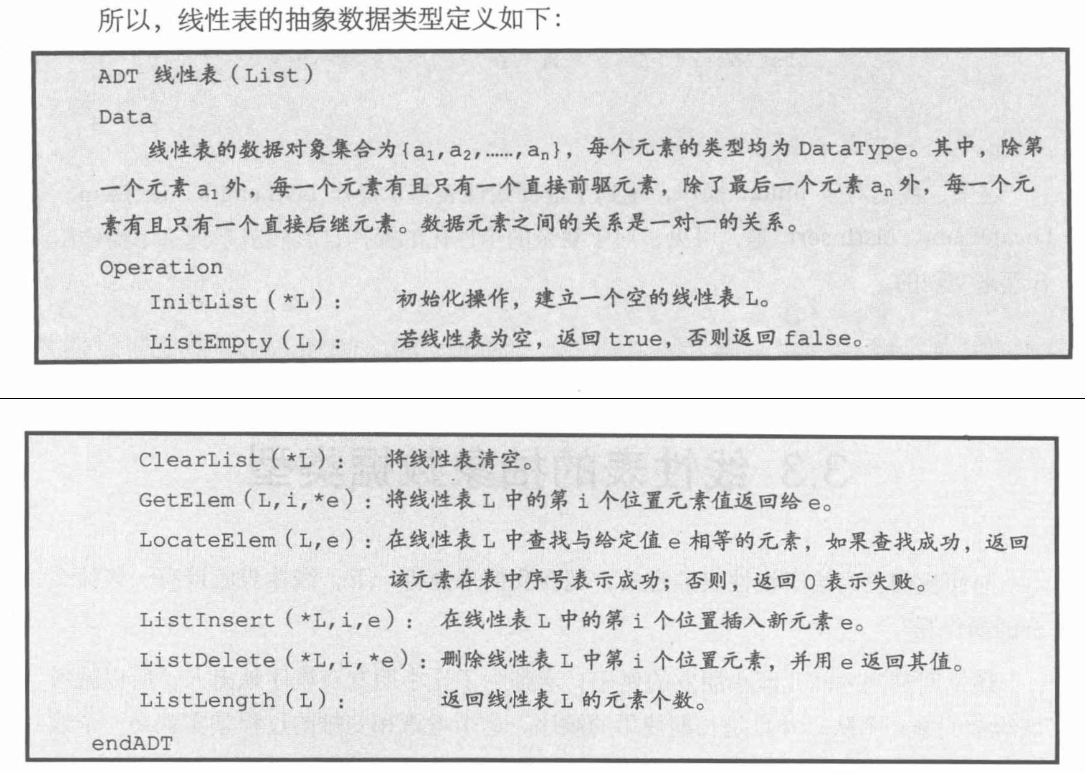 所以，线性表的抽象数据类型定义如下：
ADT 线性表（List）
Data
线性表的数据对象集合为{a₁,a₂,……,aₙ}，每个元素的类型均为 DataType。其中，除第
一个元素 a₁ 外，每一个元素有且只有一个直接前驱元素，除了最后一个元素 aₙ 外，每一个元
素有且只有一个直接后继元素。数据元素之间的关系是一对一的关系。
Operation
InitList（*L）： 初始化操作，建立一个空的线性表 L。
ListEmpty（L）： 若线性表为空，返回 true，否则返回 false。
ClearList（*L）： 将线性表清空。
GetElem（L,i,*e）：将线性表 L 中的第 i 个位置元素值返回给 e。
LocateElem（L,e）：在线性表 L 中查找与给定值 e 相等的元素，如果查找成功，返回
该元素在表中序号表示成功；否则，返回 0 表示失败。
ListInsert（*L,i,e）： 在线性表 L 中的第 i 个位置插入新元素 e。
ListDelete（*L,i,*e）：删除线性表 L 中第 i 个位置元素，并用 e 返回其值。
ListLength（L）： 返回线性表 L 的元素个数。
endADT